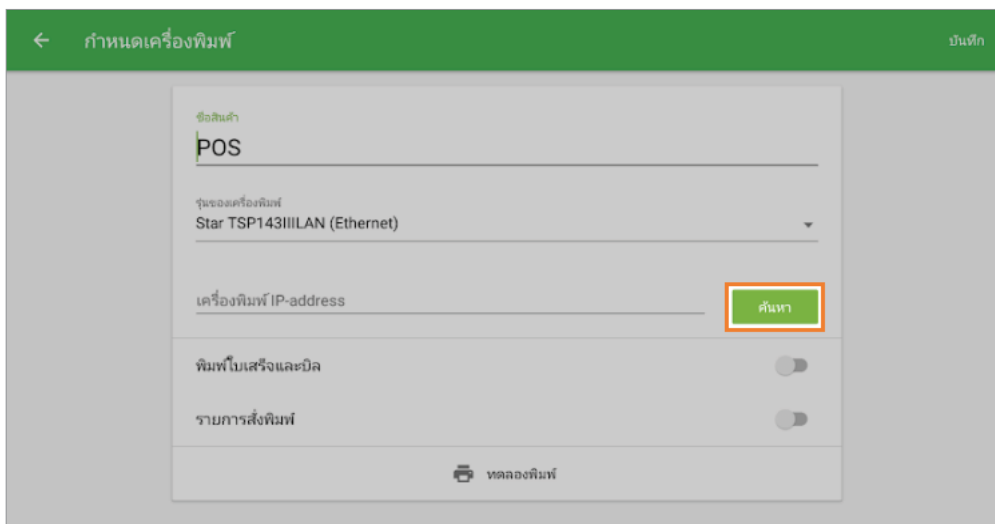 กำหนดเครื่องพิมพ์
บันทึก
ชื่อสินค้า
POS
รุ่นของเครื่องพิมพ์
Star TSP143IIILAN (Ethernet)
เครื่องพิมพ์ IP-address
ค้นหา
พิมพ์ใบเสร็จและบิล
รายการสั่งพิมพ์
ทดลองพิมพ์